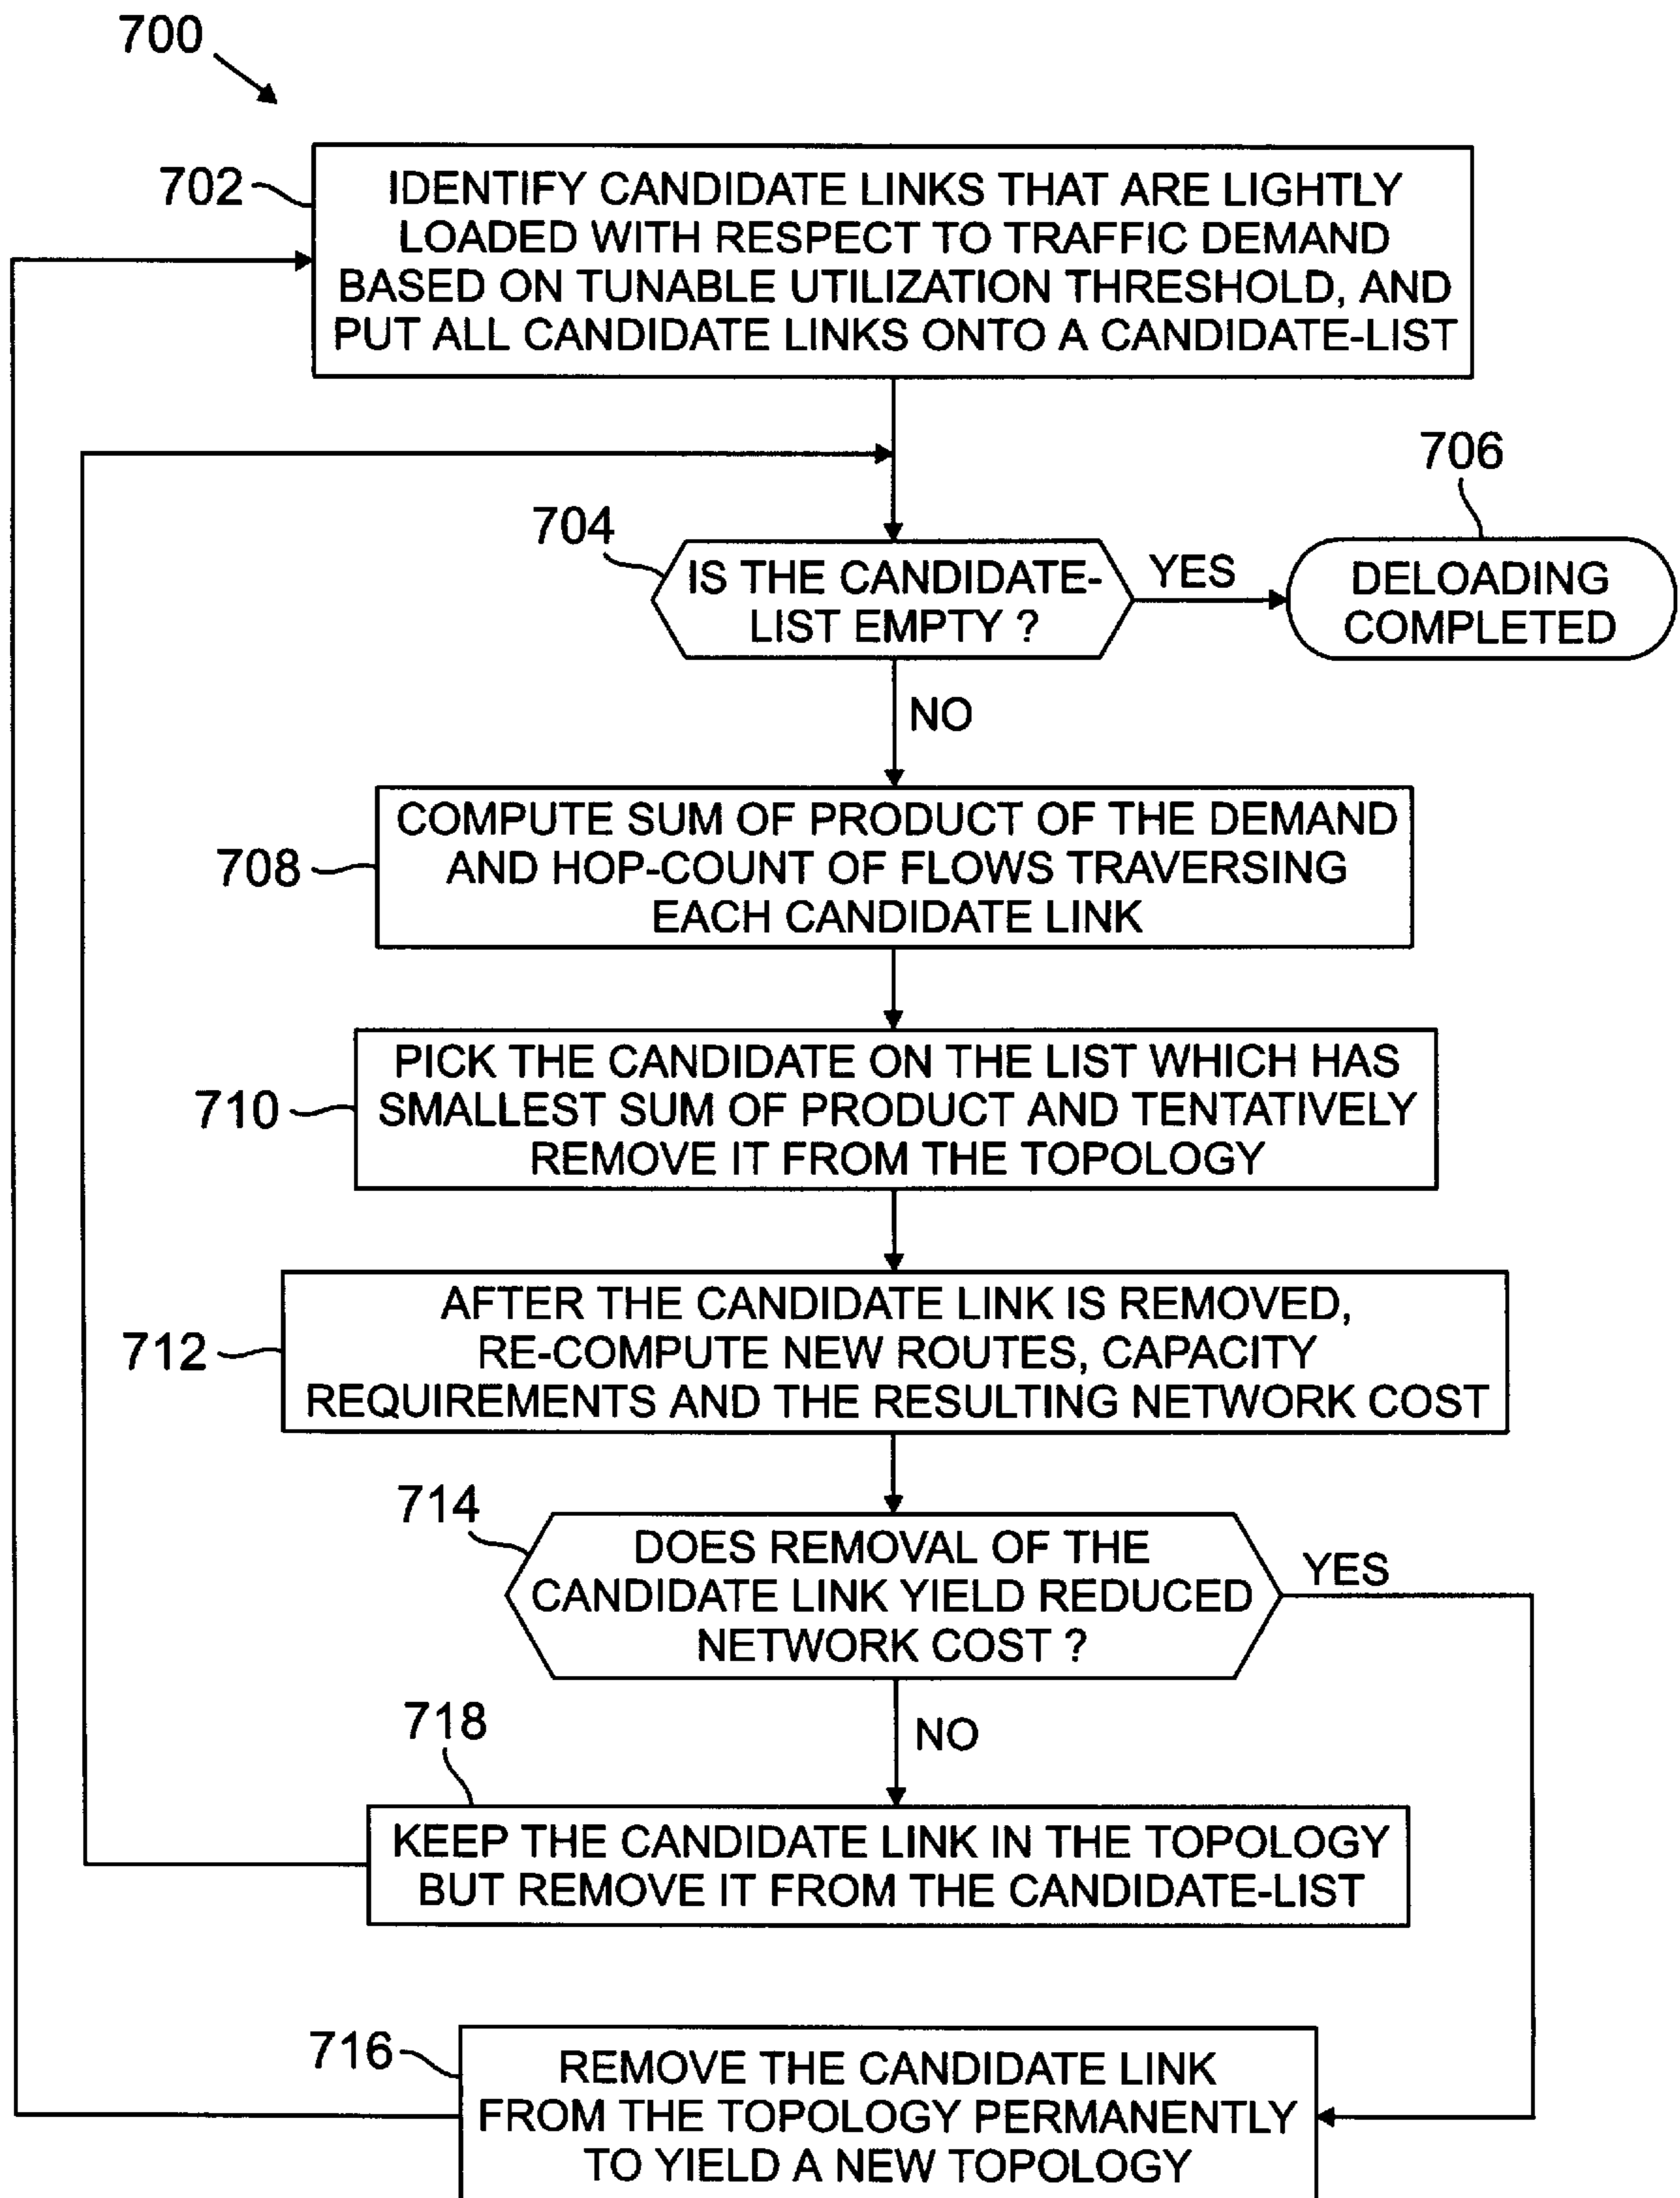 700
702
IDENTIFY CANDIDATE LINKS THAT ARE LIGHTLY
LOADED WITH RESPECT TO TRAFFIC DEMAND
BASED ON TUNABLE UTILIZATION THRESHOLD, AND
PUT ALL CANDIDATE LINKS ONTO A CANDIDATE-LIST
704
IS THE CANDIDATE-
LIST EMPTY ?
YES
706
DELOADING
COMPLETED
NO
708
COMPUTE SUM OF PRODUCT OF THE DEMAND
AND HOP-COUNT OF FLOWS TRAVERSING
EACH CANDIDATE LINK
710
PICK THE CANDIDATE ON THE LIST WHICH HAS
SMALLEST SUM OF PRODUCT AND TENTATIVELY
REMOVE IT FROM THE TOPOLOGY
712
AFTER THE CANDIDATE LINK IS REMOVED,
RE-COMPUTE NEW ROUTES, CAPACITY
REQUIREMENTS AND THE RESULTING NETWORK COST
714
DOES REMOVAL OF THE
CANDIDATE LINK YIELD REDUCED
NETWORK COST ?
YES
NO
718
KEEP THE CANDIDATE LINK IN THE TOPOLOGY
BUT REMOVE IT FROM THE CANDIDATE-LIST
716
REMOVE THE CANDIDATE LINK
FROM THE TOPOLOGY PERMANENTLY
TO YIELD A NEW TOPOLOGY